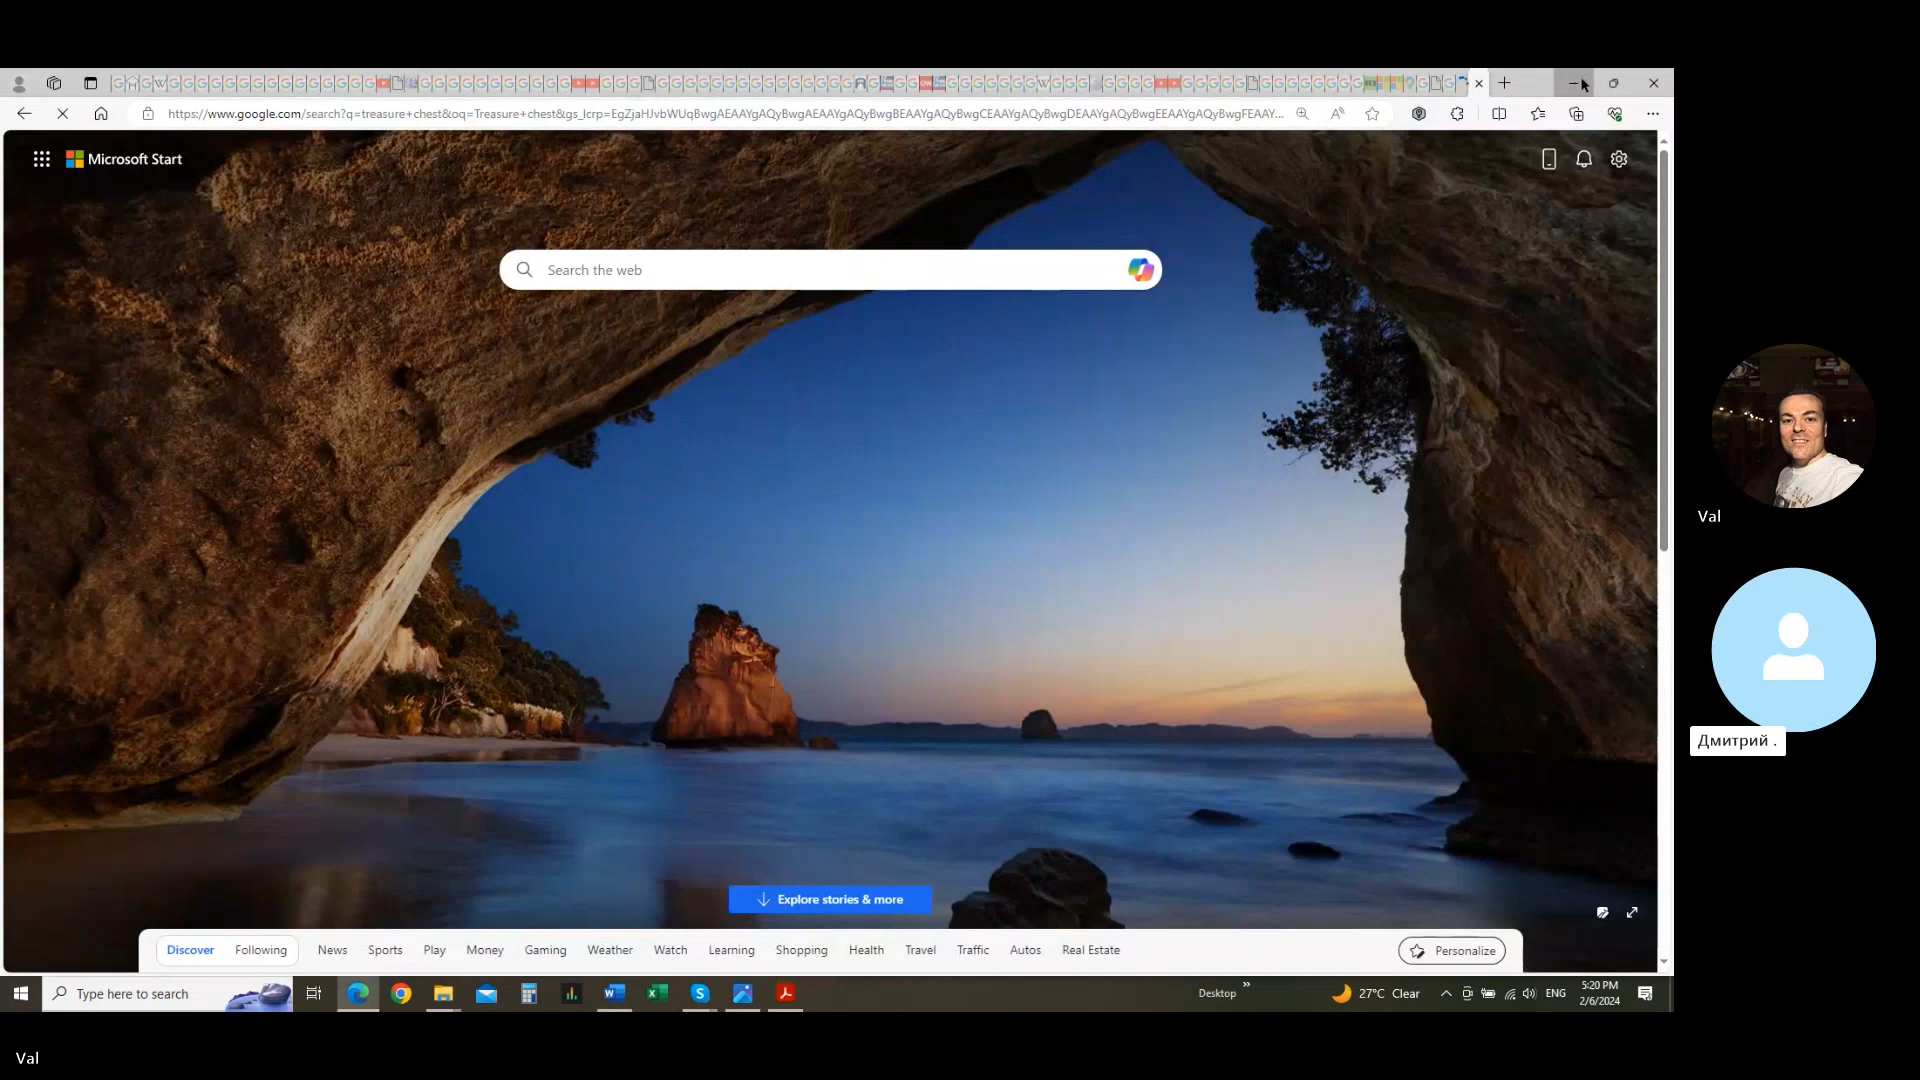 https://www.google.com/search?q=treasure+chest&oq=Treasure+chest&gs_lcrp=EgZjaHJvbWUqBwgAEAAYgAQyBwgAEAAYgAQyBwgBEAAYgAQyBwgCEAAYgAQyBwgDEAAYgAQyBwgEEAAYgAQyBwgFEAAY...
Microsoft Start
Search the web
Val
Дмитрий .
Explore stories & more
Discover Following News Sports Play Money Gaming Weather Watch Learning Shopping Health Travel Traffic Autos Real Estate Personalize
Type here to search Desktop 27°C Clear ENG 5:20 PM
2/6/2024
Val